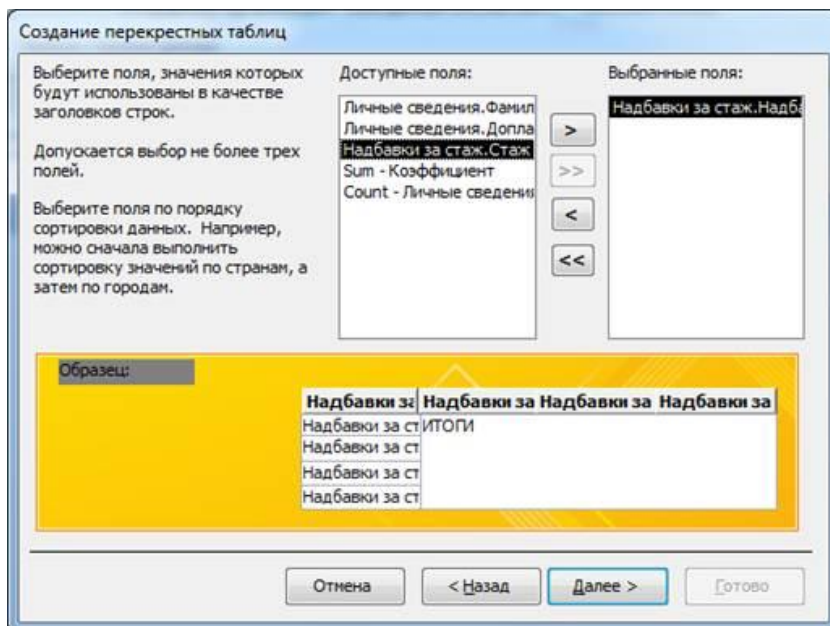 Создание перекрестных таблиц
Выберите поля, значения которых
будут использованы в качестве
заголовков строк.
Допускается выбор не более трех
полей.
Выберите поля по порядку
сортировки данных. Например,
можно сначала выполнить
сортировку значений по странам, а
затем по городам.
Доступные поля:
Личные сведения.Фамил
Личные сведения.Допла
Надбавки за стаж.Стаж
Sum - Коэффициент
Count - Личные сведения
>
>>
<
<<
Выбранные поля:
Надбавки за стаж.Надба
Образец:
Надбавки за Надбавки за Надбавки за Надбавки за
Надбавки за ст ИТОГИ
Надбавки за ст
Надбавки за ст
Надбавки за ст
Отмена
< Назад
Далее >
Готово